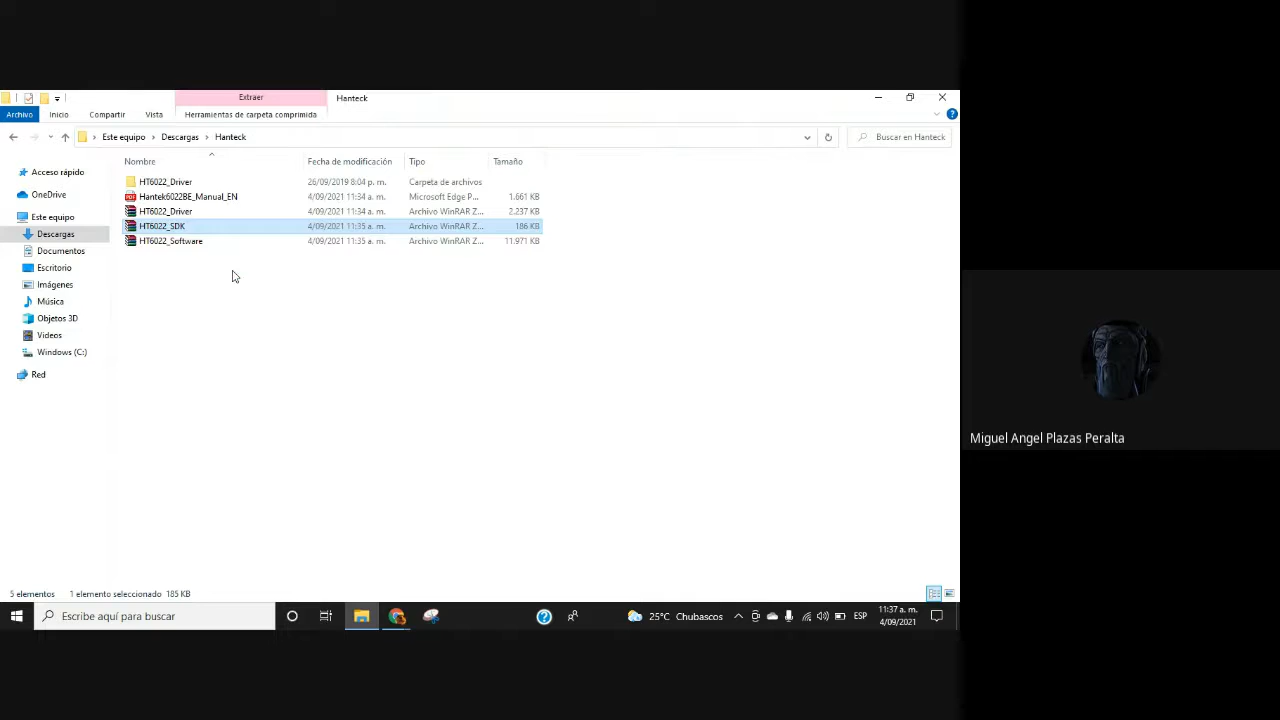 Extraer
Hanteck
Archivo
Inicio
Compartir
Vista
Herramientas de carpeta comprimida
Este equipo
Descargas
Hanteck
Buscar en Hanteck
Nombre
Fecha de modificación
Tipo
Tamaño
Acceso rápido
OneDrive
Este equipo
Descargas
Documentos
Escritorio
Imágenes
Música
Objetos 3D
Videos
Windows (C:)
Red
HT6022_Driver 26/09/2019 8:04 p. m. Carpeta de archivos
Hantek6022BE_Manual_EN 4/09/2021 11:34 a. m. Microsoft Edge P... 1.661 KB
HT6022_Driver 4/09/2021 11:34 a. m. Archivo WinRAR Z... 2.237 KB
HT6022_SDK 4/09/2021 11:35 a. m. Archivo WinRAR Z... 186 KB
HT6022_Software 4/09/2021 11:35 a. m. Archivo WinRAR Z... 11.971 KB
Miguel Angel Plazas Peralta
5 elementos 1 elemento seleccionado 185 KB
Escribe aquí para buscar
25°C Chubascos
ESP
11:37 a. m.
4/09/2021